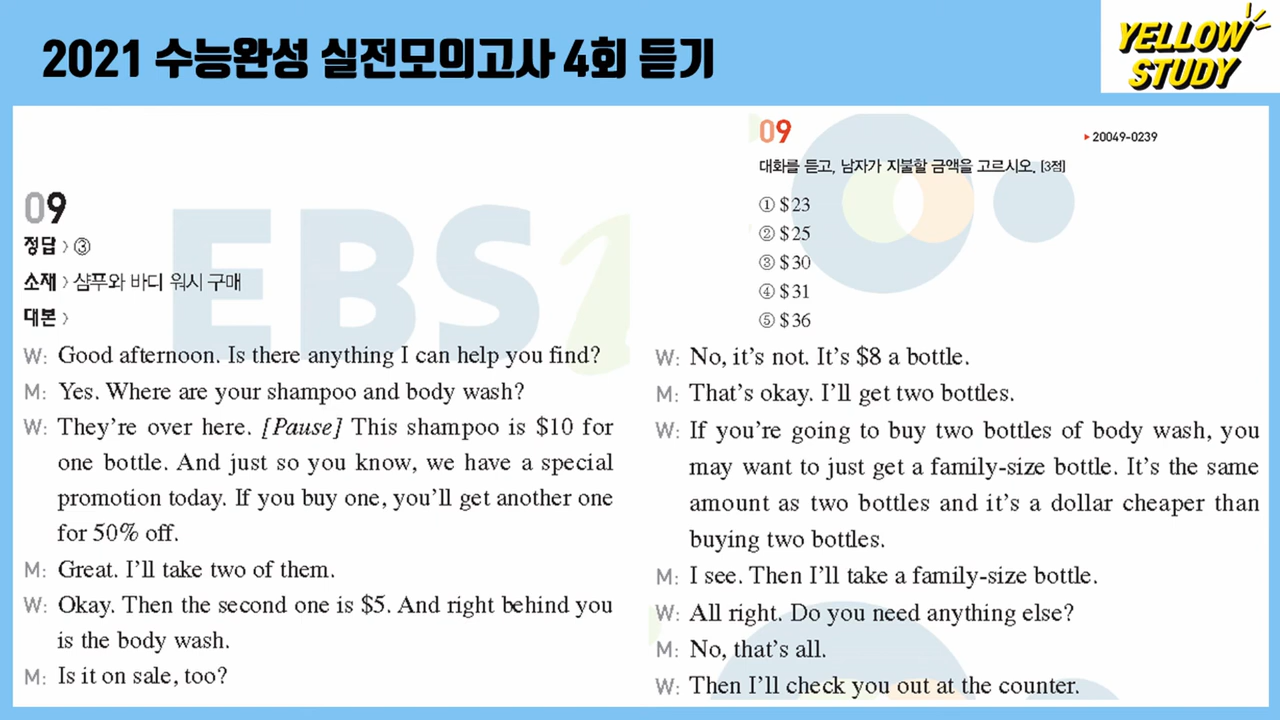 2021 수능완성 실전모의고사 4회 듣기
YELLOW
STUDY
EBS
09
정답 > ③
소재 > 샴푸와 바디 워시 구매
대본 >
W: Good afternoon. Is there anything I can help you find?
M: Yes. Where are your shampoo and body wash?
W: They're over here. [Pause] This shampoo is $10 for
one bottle. And just so you know, we have a special
promotion today. If you buy one, you'll get another one
for 50% off.
M: Great. I'll take two of them.
W: Okay. Then the second one is $5. And right behind you
is the body wash.
M: Is it on sale, too?
09
▸20049-0239
대화를 듣고, 남자가 지불할 금액을 고르시오. [3점]
① $23
② $25
③ $30
④ $31
⑤ $36
W: No, it's not. It's $8 a bottle.
M: That's okay. I'll get two bottles.
W: If you're going to buy two bottles of body wash, you
may want to just get a family-size bottle. It's the same
amount as two bottles and it's a dollar cheaper than
buying two bottles.
M: I see. Then I'll take a family-size bottle.
W: All right. Do you need anything else?
M: No, that's all.
W: Then I'll check you out at the counter.